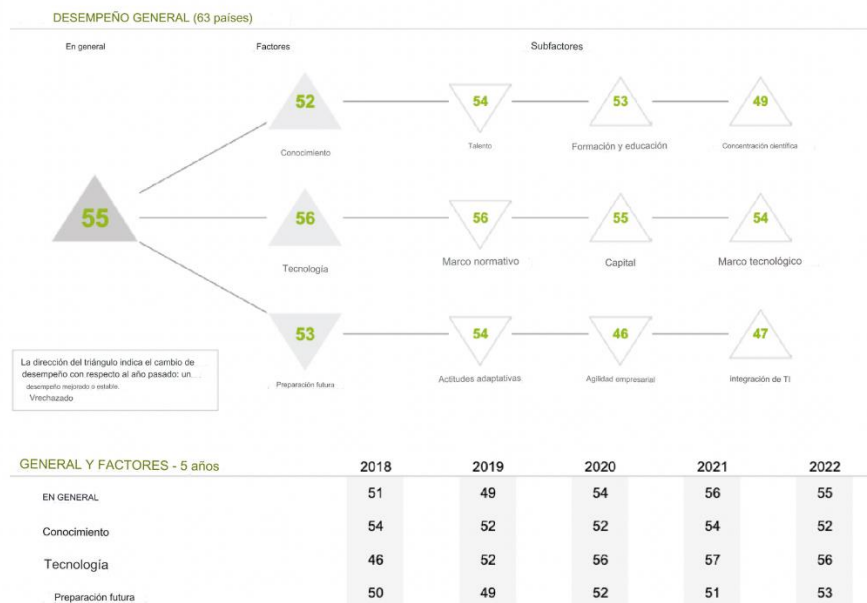 DESEMPEÑO GENERAL (63 países)
En general Factores Subfactores
52 54 53 49
Conocimiento Talento Formación y educación Concentración científica
55 56 56 55 54
Tecnología Marco normativo Capital Marco tecnológico
53 54 46 47
Preparación futura Actitudes adaptativas Agilidad empresarial integración de TI
La dirección del triángulo indica el cambio de
desempeño con respecto al año pasado: un
desempeño mejorado o estable.
Vrechazado
GENERAL Y FACTORES - 5 años 2018 2019 2020 2021 2022
EN GENERAL 51 49 54 56 55
Conocimiento 54 52 52 54 52
Tecnología 46 52 56 57 56
Preparación futura 50 49 52 51 53